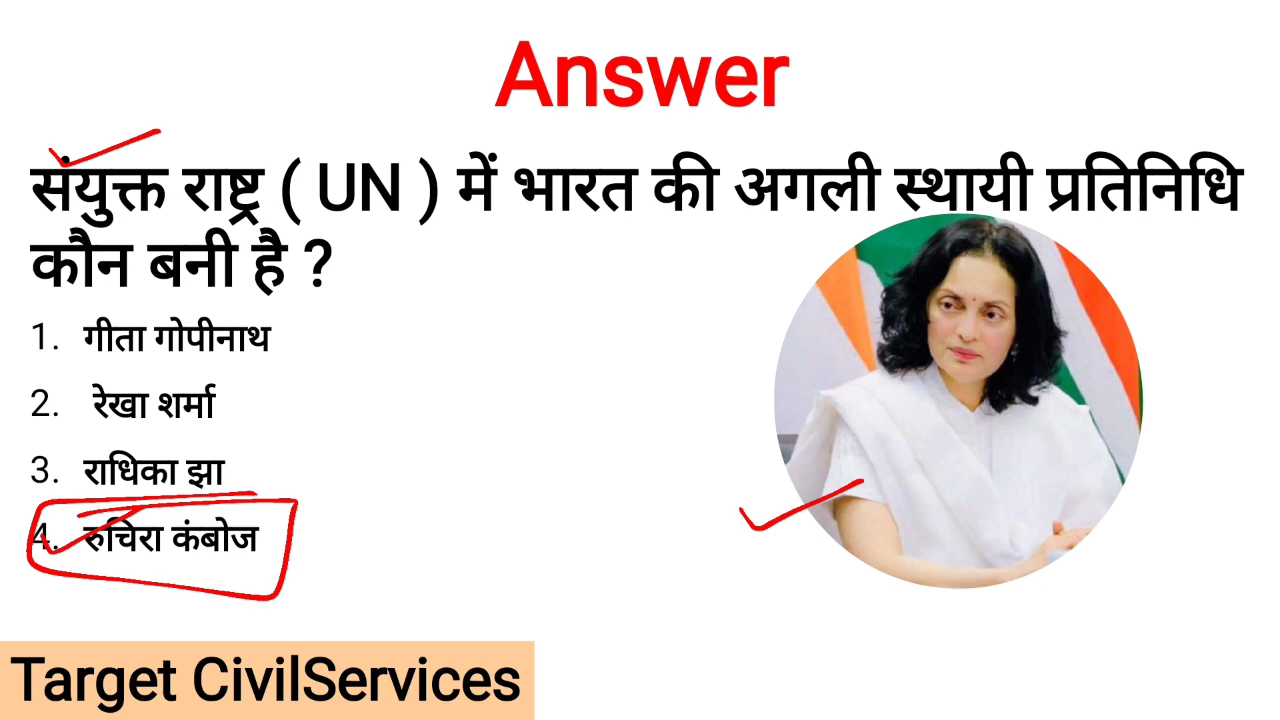 Answer
संयुक्त राष्ट्र ( UN ) में भारत की अगली स्थायी प्रतिनिधि
कौन बनी है ?
1. गीता गोपीनाथ
2. रेखा शर्मा
3. राधिका झा
4. रुचिरा कंबोज
Target CivilServices